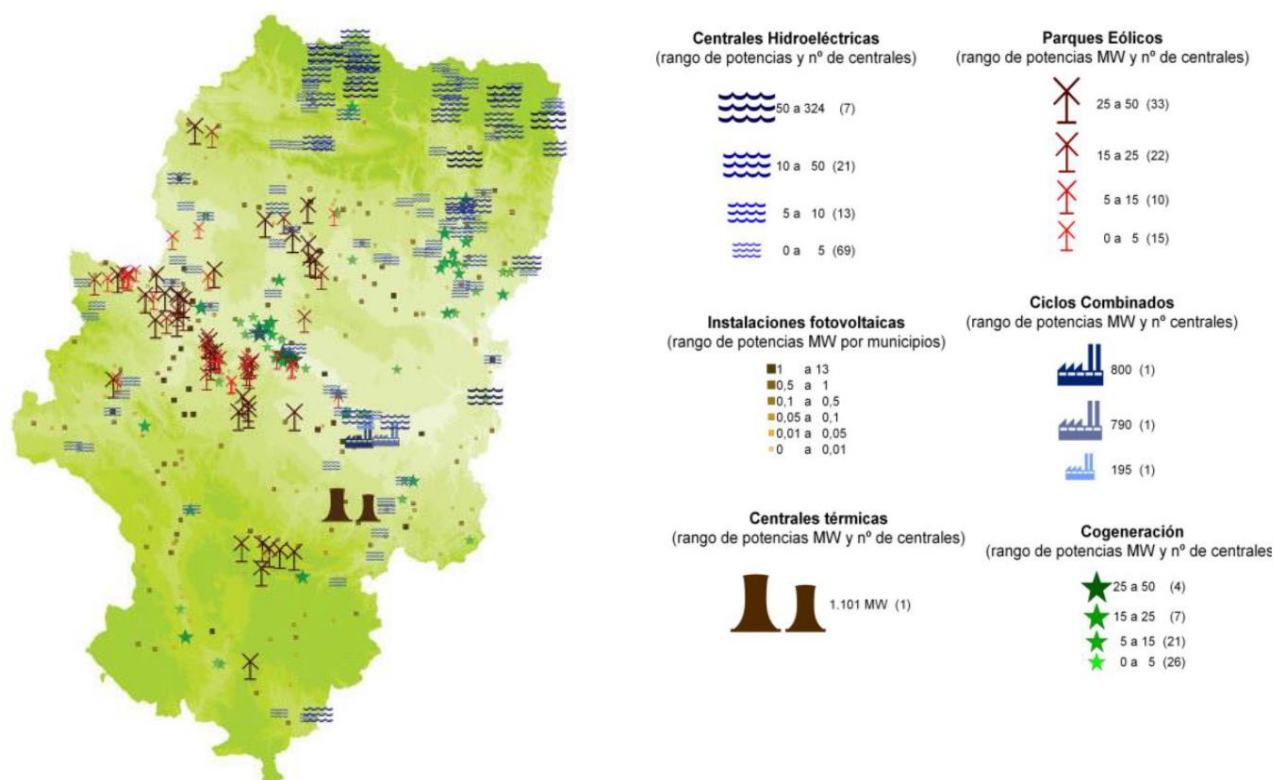 Centrales Hidroeléctricas
(rango de potencias y nº de centrales)
50 a 324 (7)
10 a 50 (21)
5 a 10 (13)
0 a 5 (69)
Parques Eólicos
(rango de potencias MW y nº de centrales)
25 a 50 (33)
15 a 25 (22)
5 a 15 (10)
0 a 5 (15)
Instalaciones fotovoltaicas
(rango de potencias MW por municipios)
1 a 13
0,5 a 1
0,1 a 0,5
0,05 a 0,1
0,01 a 0,05
0 a 0,01
Ciclos Combinados
(rango de potencias MW y nº centrales)
800 (1)
790 (1)
195 (1)
Centrales térmicas
(rango de potencias MW y nº de centrales)
1.101 MW (1)
Cogeneración
(rango de potencias MW y nº de centrales)
25 a 50 (4)
15 a 25 (7)
5 a 15 (21)
0 a 5 (26)